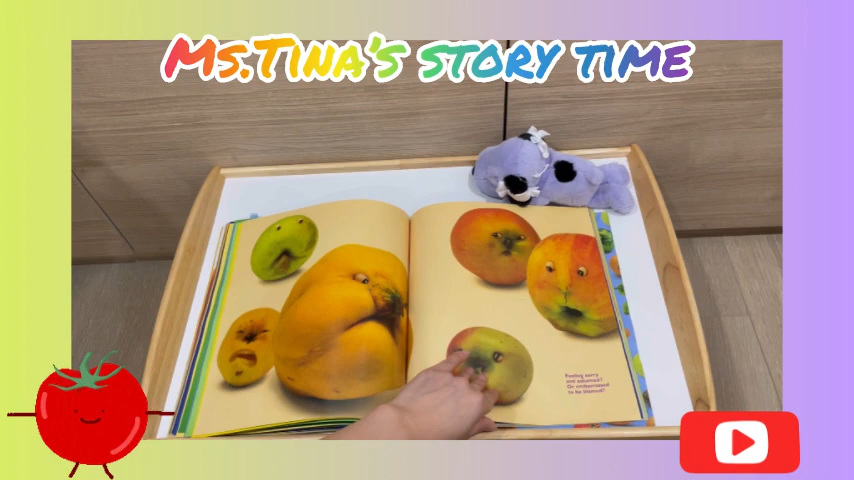 Ms.Tina's story time
Feeling sorry
and ashamed?
Or embarrassed
to be blamed?